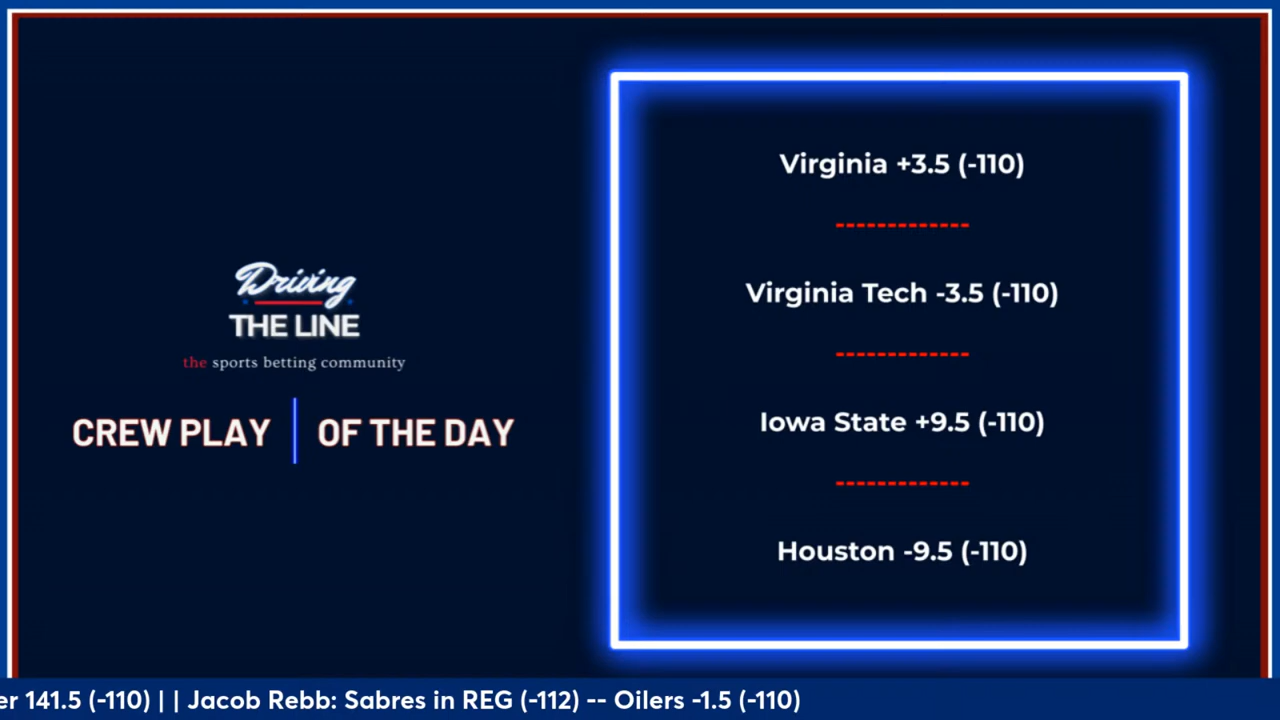 Driving
THE LINE
the sports betting community
CREW PLAY OF THE DAY
Virginia +3.5 (-110)
-------------
Virginia Tech -3.5 (-110)
-------------
Iowa State +9.5 (-110)
-------------
Houston -9.5 (-110)
er 141.5 (-110) | | Jacob Rebb: Sabres in REG (-112) -- Oilers -1.5 (-110)